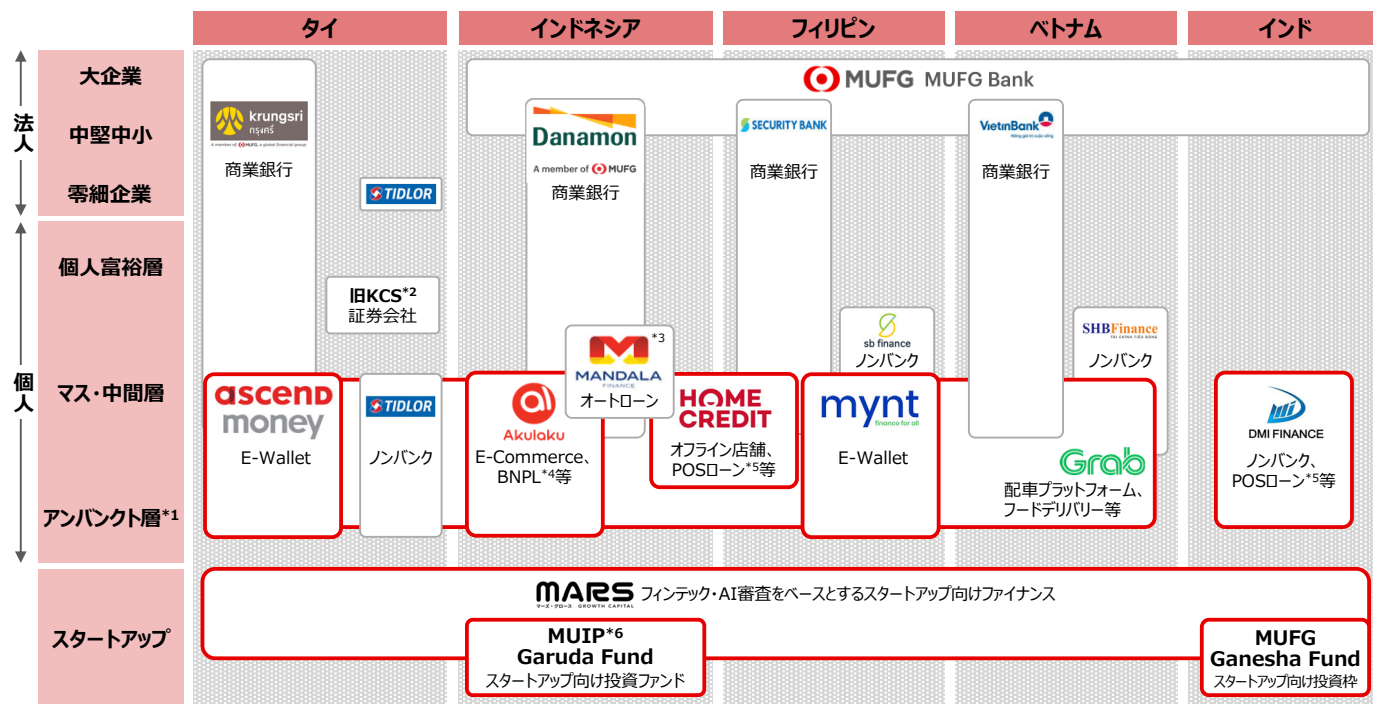 タイ
インドネシア
フィリピン
ベトナム
インド
法人
大企業
中堅中小
零細企業
個人
個人富裕層
マス・中間層
アンバンクト層*1
スタートアップ
MUFG MUFG Bank
krungsri
กรุงศรี
A member of MUFG, a global financial group
商業銀行
TIDLOR
旧KCS*2
証券会社
ascend
money
E-Wallet
TIDLOR
ノンバンク
Danamon
A member of MUFG
商業銀行
*3
MANDALA
FINANCE
オートローン
Akulaku
E-Commerce、
BNPL*4等
HOME
CREDIT
オフライン店舗、
POSローン*5等
SECURITY BANK
商業銀行
sb finance
ノンバンク
mynt
finance for all
E-Wallet
VietinBank
Nâng giá trị cuộc sống
商業銀行
SHBFinance
TÀI CHÍNH TIÊU DÙNG
ノンバンク
Grab
配車プラットフォーム、
フードデリバリー等
DMI FINANCE
ノンバンク、
POSローン*5等
MARS フィンテック・AI審査をベースとするスタートアップ向けファイナンス
マーズ・グロース GROWTH CAPITAL
MUIP*6
Garuda Fund
スタートアップ向け投資ファンド
MUFG
Ganesha Fund
スタートアップ向け投資枠